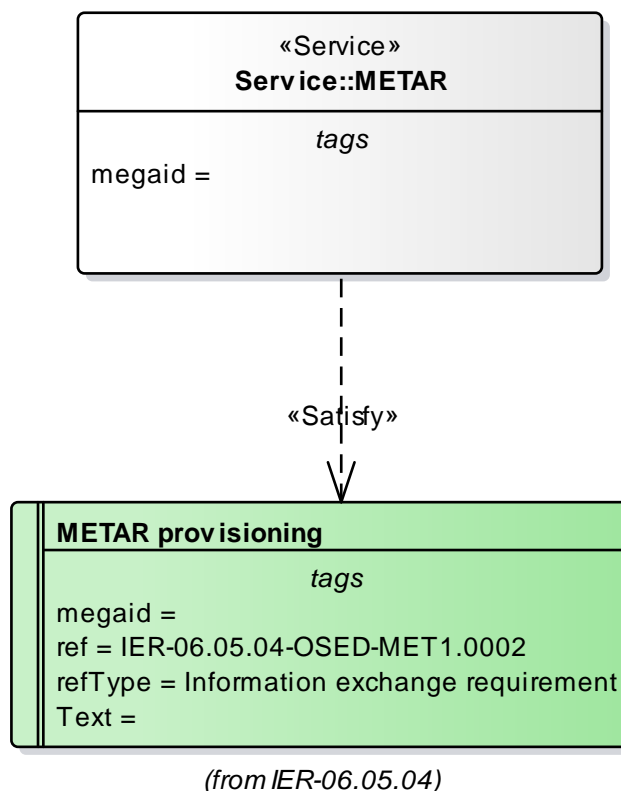 «Service»
Service::METAR
tags
megaid =
«Satisfy»
METAR provisioning
tags
megaid =
ref = IER-06.05.04-OSED-MET1.0002
refType = Information exchange requirement
Text =
(from IER-06.05.04)